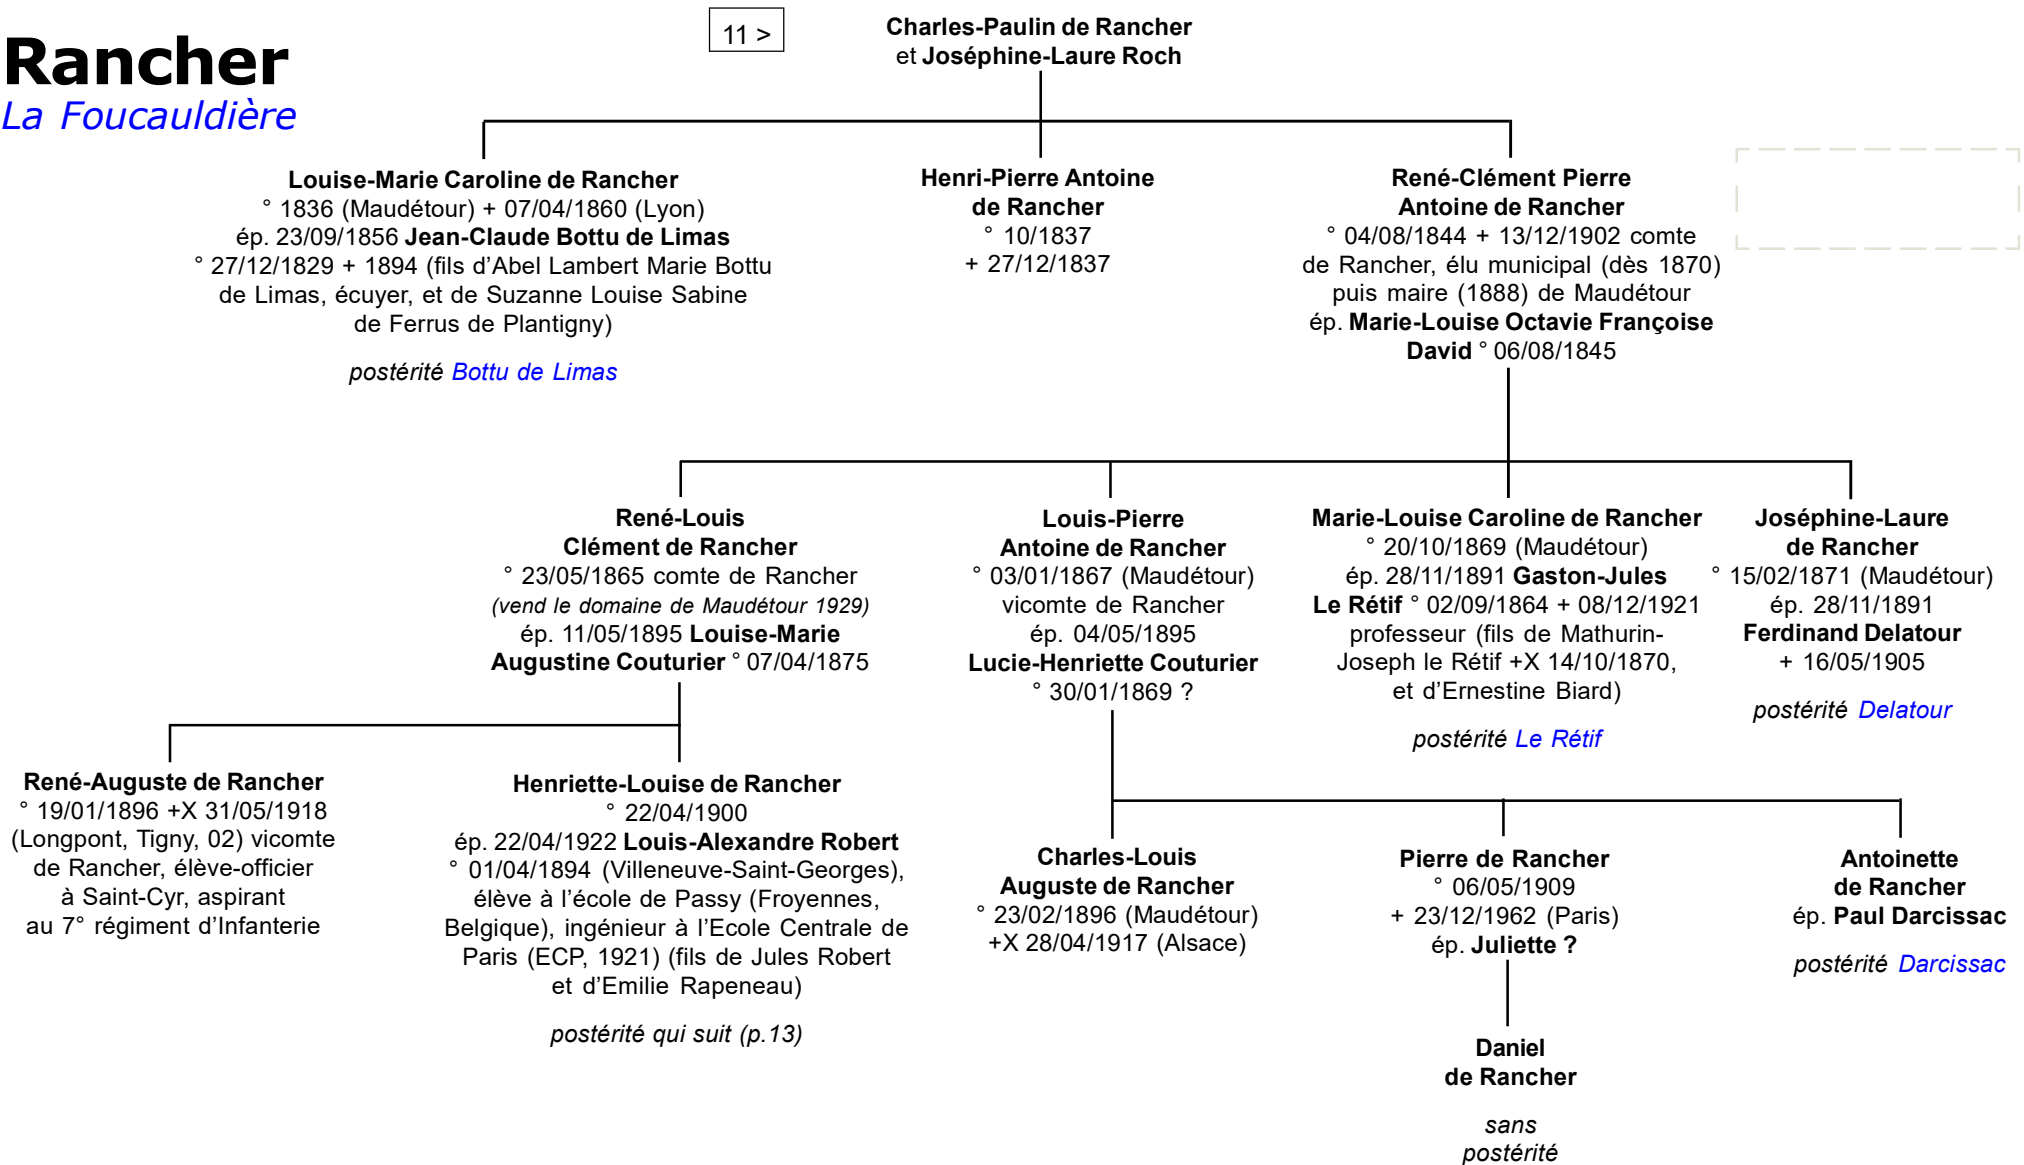 Rancher
La Foucauldière
11 >
Charles-Paulin de Rancher
et Joséphine-Laure Roch
Louise-Marie Caroline de Rancher
° 1836 (Maudétour) + 07/04/1860 (Lyon)
ép. 23/09/1856 Jean-Claude Bottu de Limas
° 27/12/1829 + 1894 (fils d’Abel Lambert Marie Bottu
de Limas, écuyer, et de Suzanne Louise Sabine
de Ferrus de Plantigny)
postérité Bottu de Limas
Henri-Pierre Antoine
de Rancher
° 10/1837
+ 27/12/1837
René-Clément Pierre
Antoine de Rancher
° 04/08/1844 + 13/12/1902 comte
de Rancher, élu municipal (dès 1870)
puis maire (1888) de Maudétour
ép. Marie-Louise Octavie Françoise
David ° 06/08/1845
René-Louis
Clément de Rancher
° 23/05/1865 comte de Rancher
(vend le domaine de Maudétour 1929)
ép. 11/05/1895 Louise-Marie
Augustine Couturier ° 07/04/1875
Louis-Pierre
Antoine de Rancher
° 03/01/1867 (Maudétour)
vicomte de Rancher
ép. 04/05/1895
Lucie-Henriette Couturier
° 30/01/1869 ?
Marie-Louise Caroline de Rancher
° 20/10/1869 (Maudétour)
ép. 28/11/1891 Gaston-Jules
Le Rétif ° 02/09/1864 + 08/12/1921
professeur (fils de Mathurin-
Joseph le Rétif +X 14/10/1870,
et d’Ernestine Biard)
postérité Le Rétif
Joséphine-Laure
de Rancher
° 15/02/1871 (Maudétour)
ép. 28/11/1891
Ferdinand Delatour
+ 16/05/1905
postérité Delatour
René-Auguste de Rancher
° 19/01/1896 +X 31/05/1918
(Longpont, Tigny, 02) vicomte
de Rancher, élève-officier
à Saint-Cyr, aspirant
au 7° régiment d’Infanterie
Henriette-Louise de Rancher
° 22/04/1900
ép. 22/04/1922 Louis-Alexandre Robert
° 01/04/1894 (Villeneuve-Saint-Georges),
élève à l’école de Passy (Froyennes,
Belgique), ingénieur à l’Ecole Centrale de
Paris (ECP, 1921) (fils de Jules Robert
et d’Emilie Rapeneau)
postérité qui suit (p.13)
Charles-Louis
Auguste de Rancher
° 23/02/1896 (Maudétour)
+X 28/04/1917 (Alsace)
Pierre de Rancher
° 06/05/1909
+ 23/12/1962 (Paris)
ép. Juliette ?
Antoinette
de Rancher
ép. Paul Darcissac
postérité Darcissac
Daniel
de Rancher
sans
postérité